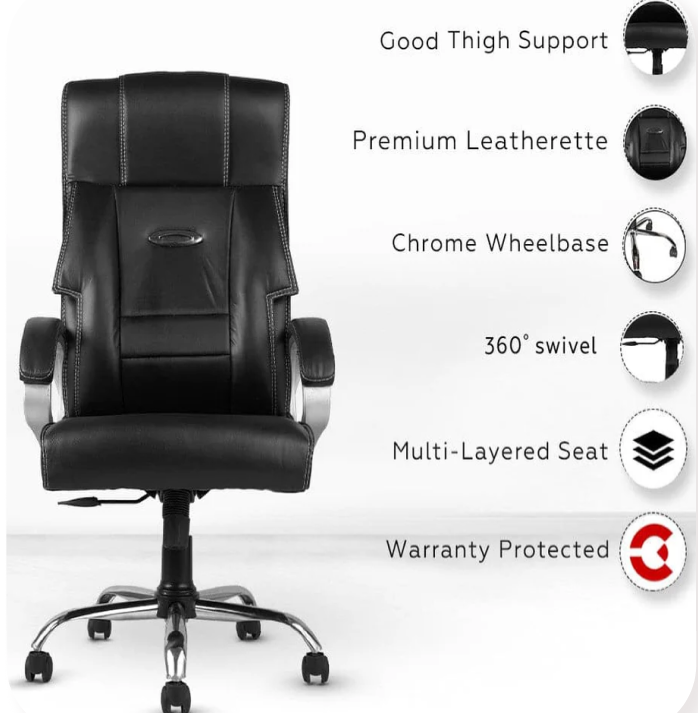 Good Thigh Support
Premium Leatherette
Chrome Wheelbase
360° swivel
Multi-Layered Seat
Warranty Protected